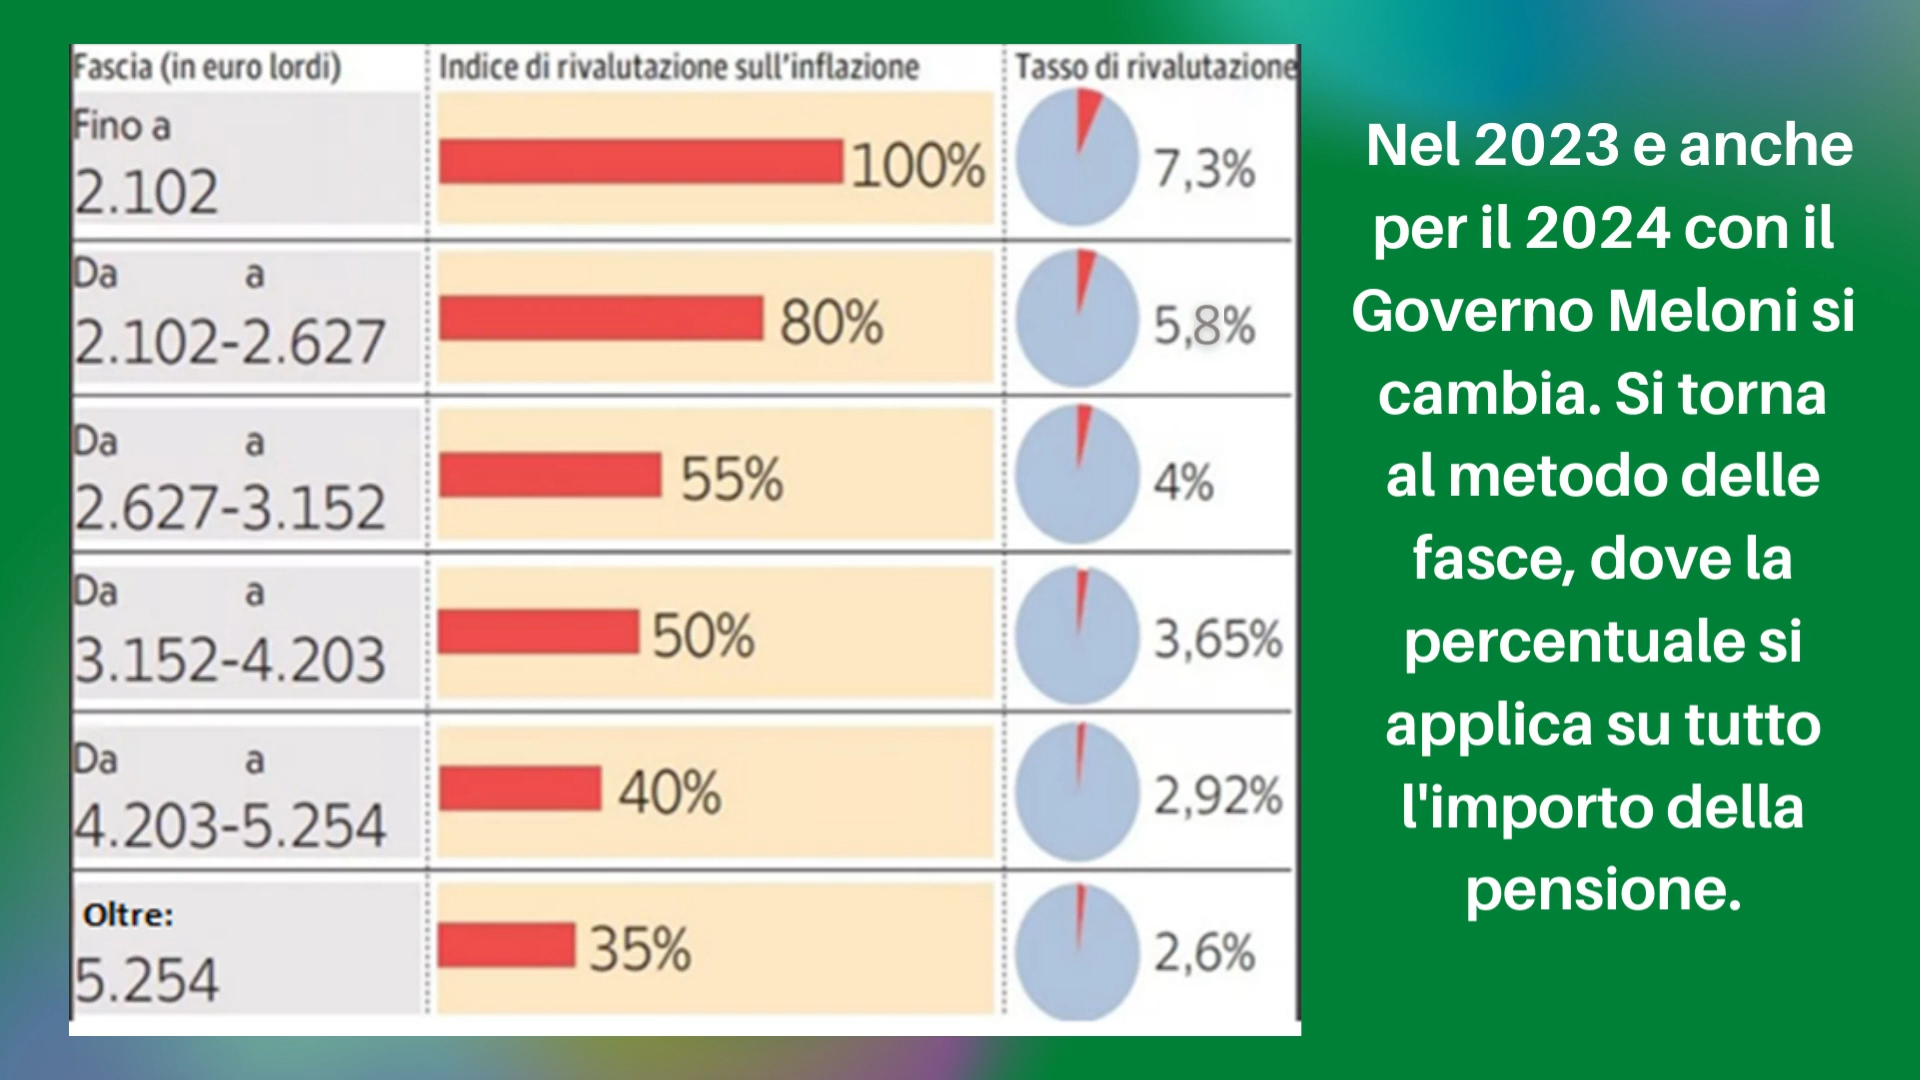 Fascia (in euro lordi) Indice di rivalutazione sull'inflazione Tasso di rivalutazione
Fino a
2.102 100% 7,3%
Da a
2.102-2.627 80% 5,8%
Da a
2.627-3.152 55% 4%
Da a
3.152-4.203 50% 3,65%
Da a
4.203-5.254 40% 2,92%
Oltre:
5.254 35% 2,6%
Nel 2023 e anche
per il 2024 con il
Governo Meloni si
cambia. Si torna
al metodo delle
fasce, dove la
percentuale si
applica su tutto
l'importo della
pensione.